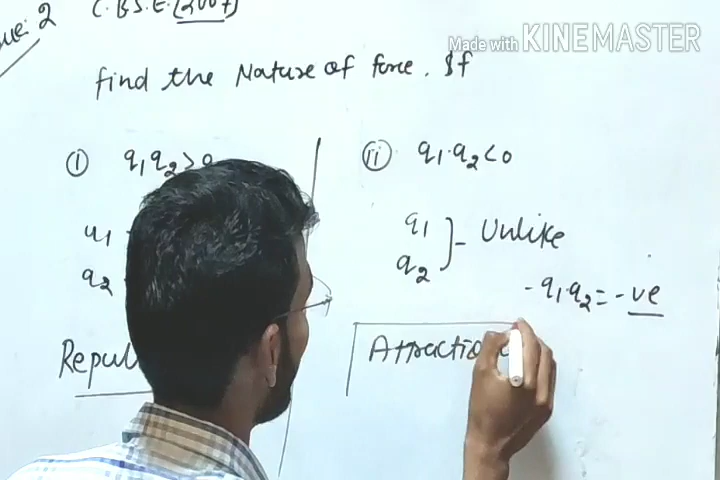 Made with KINEMASTER
2 C.B.S.E. (2007)
find the Nature of force. If
(i) q1q2 > 0
(ii) q1.q2 < 0
q1
q2
q1
q2
- Unlike
- q1.q2 = - ve
Repul
Attractio